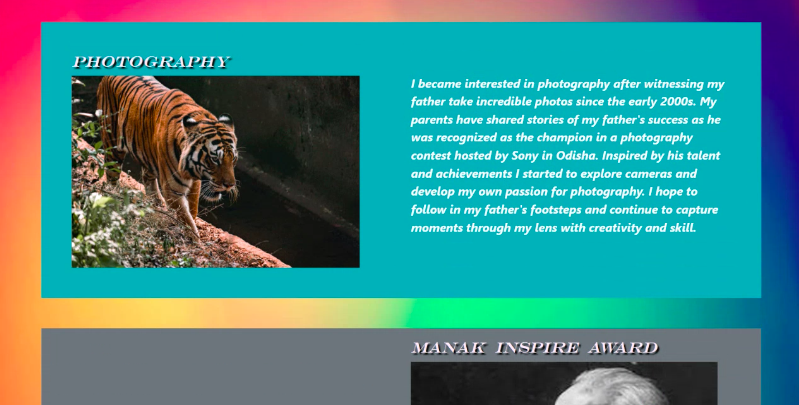 PHOTOGRAPHY
I became interested in photography after witnessing my
father take incredible photos since the early 2000s. My
parents have shared stories of my father's success as he
was recognized as the champion in a photography
contest hosted by Sony in Odisha. Inspired by his talent
and achievements I started to explore cameras and
develop my own passion for photography. I hope to
follow in my father's footsteps and continue to capture
moments through my lens with creativity and skill.
MANAK INSPIRE AWARD